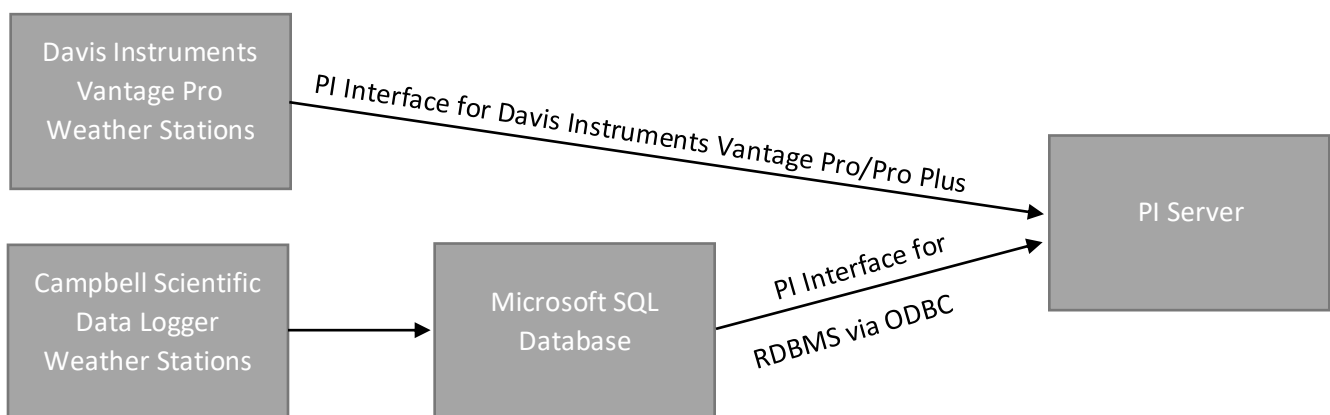 Davis Instruments
Vantage Pro
Weather Stations
PI Interface for Davis Instruments Vantage Pro/Pro Plus
PI Server
Campbell Scientific
Data Logger
Weather Stations
Microsoft SQL
Database
PI Interface for
RDBMS via ODBC